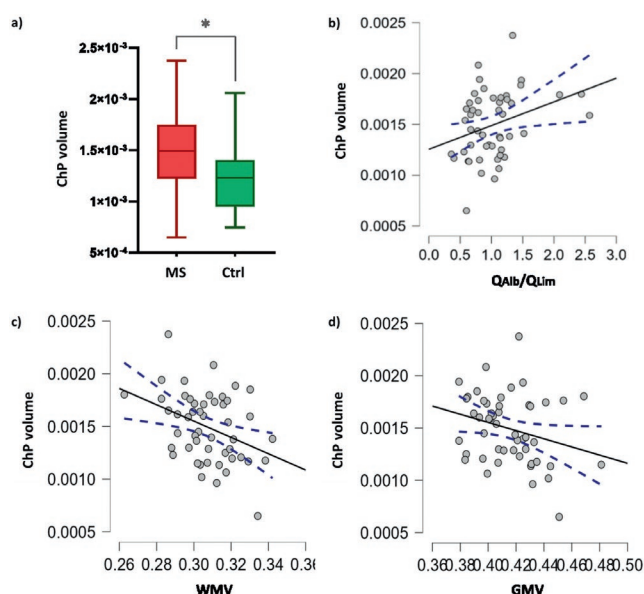 a)
*
2.5×10⁻³
2×10⁻³
1.5×10⁻³
1×10⁻³
5×10⁻⁴
ChP volume
MS Ctrl
b)
0.0025
0.0020
0.0015
0.0010
0.0005
ChP volume
0.0 0.5 1.0 1.5 2.0 2.5 3.0
QAlb/QLim
c)
0.0025
0.0020
0.0015
0.0010
0.0005
ChP volume
0.26 0.28 0.30 0.32 0.34 0.36
WMV
d)
0.0025
0.0020
0.0015
0.0010
0.0005
ChP volume
0.36 0.38 0.40 0.42 0.44 0.46 0.48 0.50
GMV